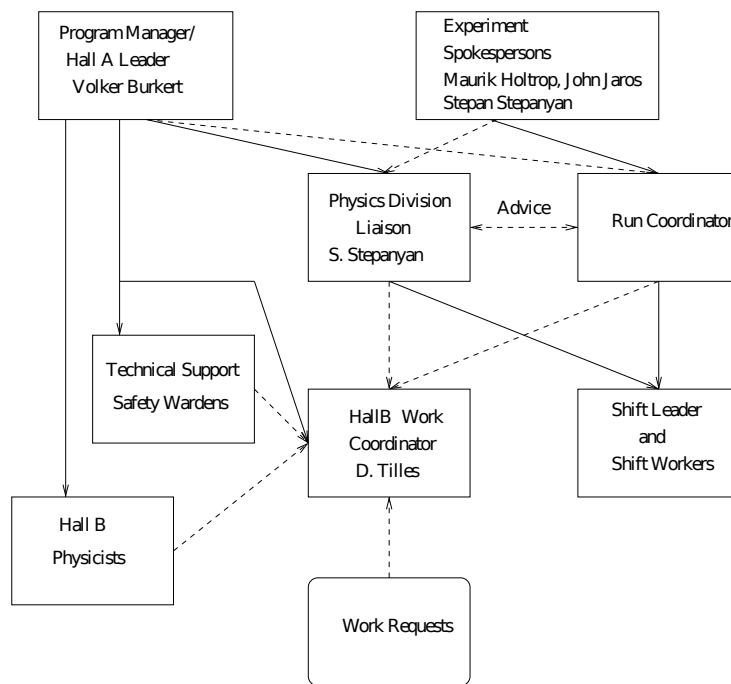 Program Manager/
Hall A Leader
Volker Burkert
Experiment
Spokespersons
Maurik Holtrop, John Jaros
Stepan Stepanyan
Physics Division
Liaison
S. Stepanyan
Advice
Run Coordinator
Technical Support
Safety Wardens
HallB Work
Coordinator
D. Tilles
Shift Leader
and
Shift Workers
Hall B
Physicists
Work Requests